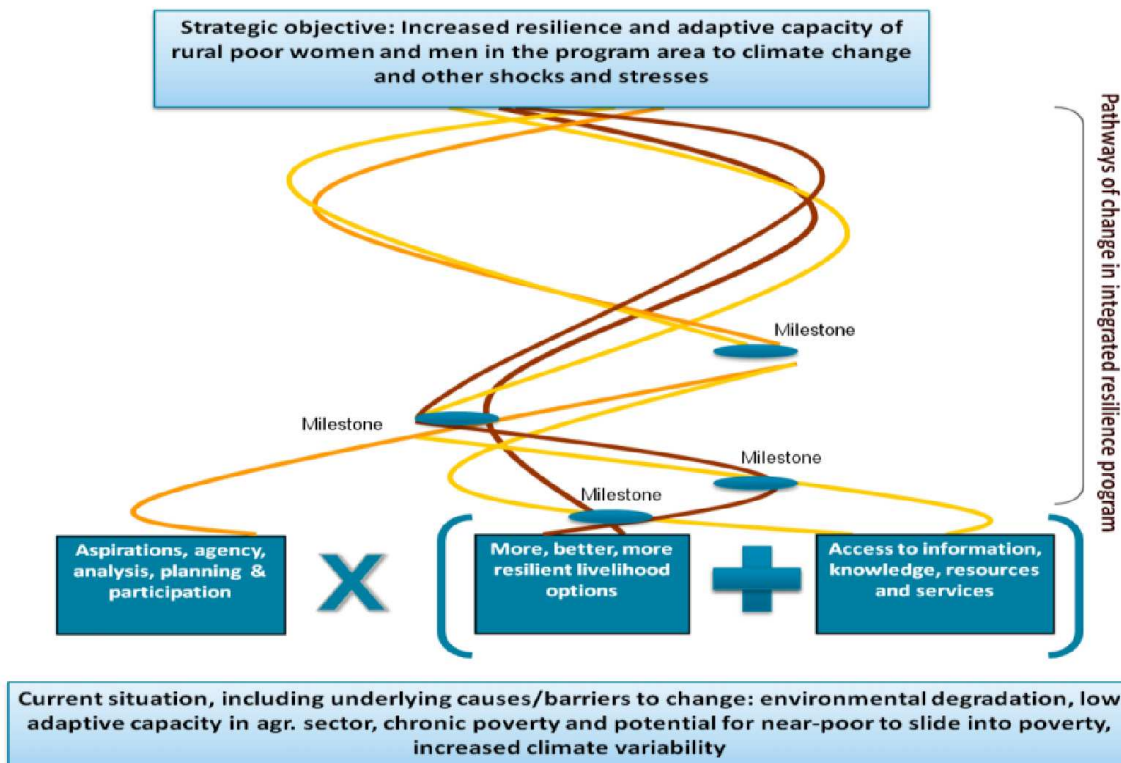 Strategic objective: Increased resilience and adaptive capacity of
rural poor women and men in the program area to climate change
and other shocks and stresses
Pathways of change in integrated resilience program
Milestone
Milestone
Milestone
Milestone
Aspirations, agency,
analysis, planning &
participation
X
More, better, more
resilient livelihood
options
+
Access to information,
knowledge, resources
and services
Current situation, including underlying causes/barriers to change: environmental degradation, low
adaptive capacity in agr. sector, chronic poverty and potential for near-poor to slide into poverty,
increased climate variability